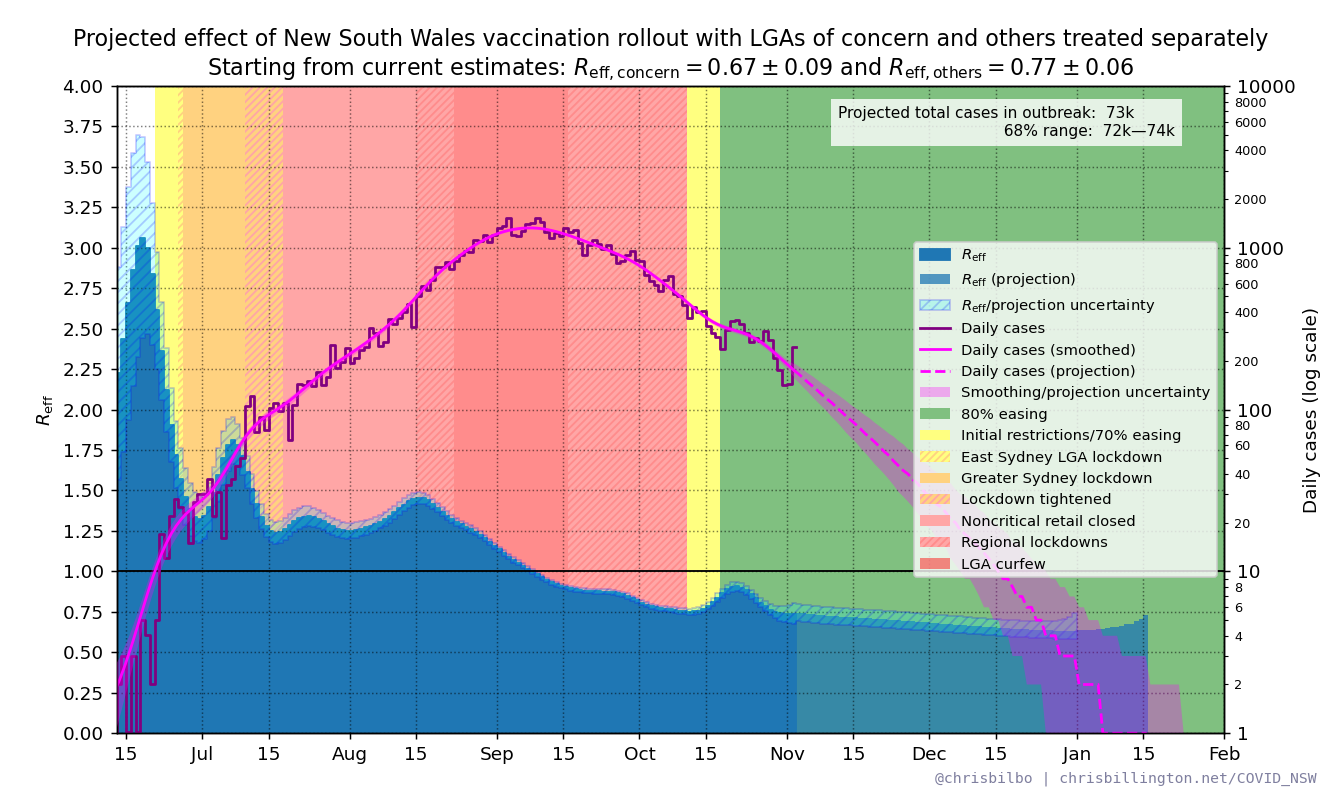 Projected effect of New South Wales vaccination rollout with LGAs of concern and others treated separately
Starting from current estimates: Reff, concern = 0.67 ± 0.09 and Reff, others = 0.77 ± 0.06
Projected total cases in outbreak: 73k
68% range: 72k—74k
4.00
3.75
3.50
3.25
3.00
2.75
2.50
2.25
2.00
1.75
1.50
1.25
1.00
0.75
0.50
0.25
0.00
Reff
10000
8000
6000
4000
2000
1000
800
600
400
200
100
80
60
40
20
10
8
6
4
2
1
Daily cases (log scale)
Reff
Reff (projection)
Reff/projection uncertainty
Daily cases
Daily cases (smoothed)
Daily cases (projection)
Smoothing/projection uncertainty
80% easing
Initial restrictions/70% easing
East Sydney LGA lockdown
Greater Sydney lockdown
Lockdown tightened
Noncritical retail closed
Regional lockdowns
LGA curfew
15 Jul 15 Aug 15 Sep 15 Oct 15 Nov 15 Dec 15 Jan 15 Feb
@chrisbilbo | chrisbillington.net/COVID_NSW